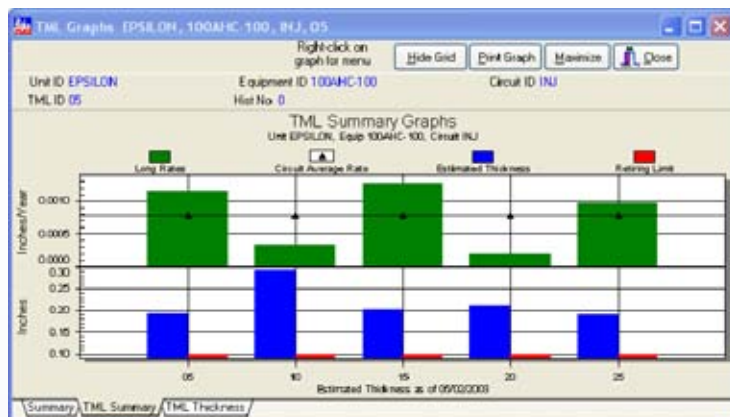 TML Graphs EPSILON, 100AHC-100, INJ, 05
Right-click on
graph for menu
Hide Grid
Print Graph
Maximize
Close
Unit ID EPSILON
Equipment ID 100AHC-100
Circuit ID INJ
TML ID 05
Hist No: 0
TML Summary Graphs
Unit EPSILON, Equip 100AHC-100, Circuit INJ
Long Rates
Circuit Average Rate
Estimated Thickness
Retiring Limit
Inches/Year
0.0010
0.0005
0.0000
Inches
0.30
0.25
0.20
0.15
0.10
05 10 15 20 25
Estimated Thickness as of 05/02/2003
Summary TML Summary TML Thickness